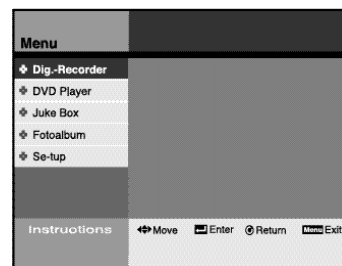 Menu
Dig.-Recorder
DVD Player
Juke Box
Fotoalbum
Se-tup
Instructions Move Enter Return Menu Exit